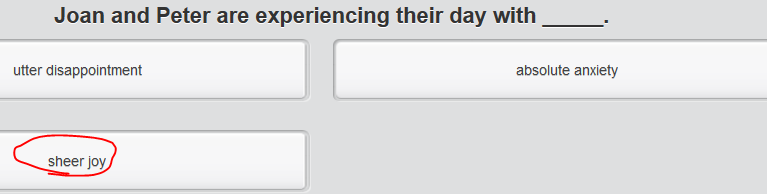 Joan and Peter are experiencing their day with _____.
utter disappointment
absolute anxiety
sheer joy